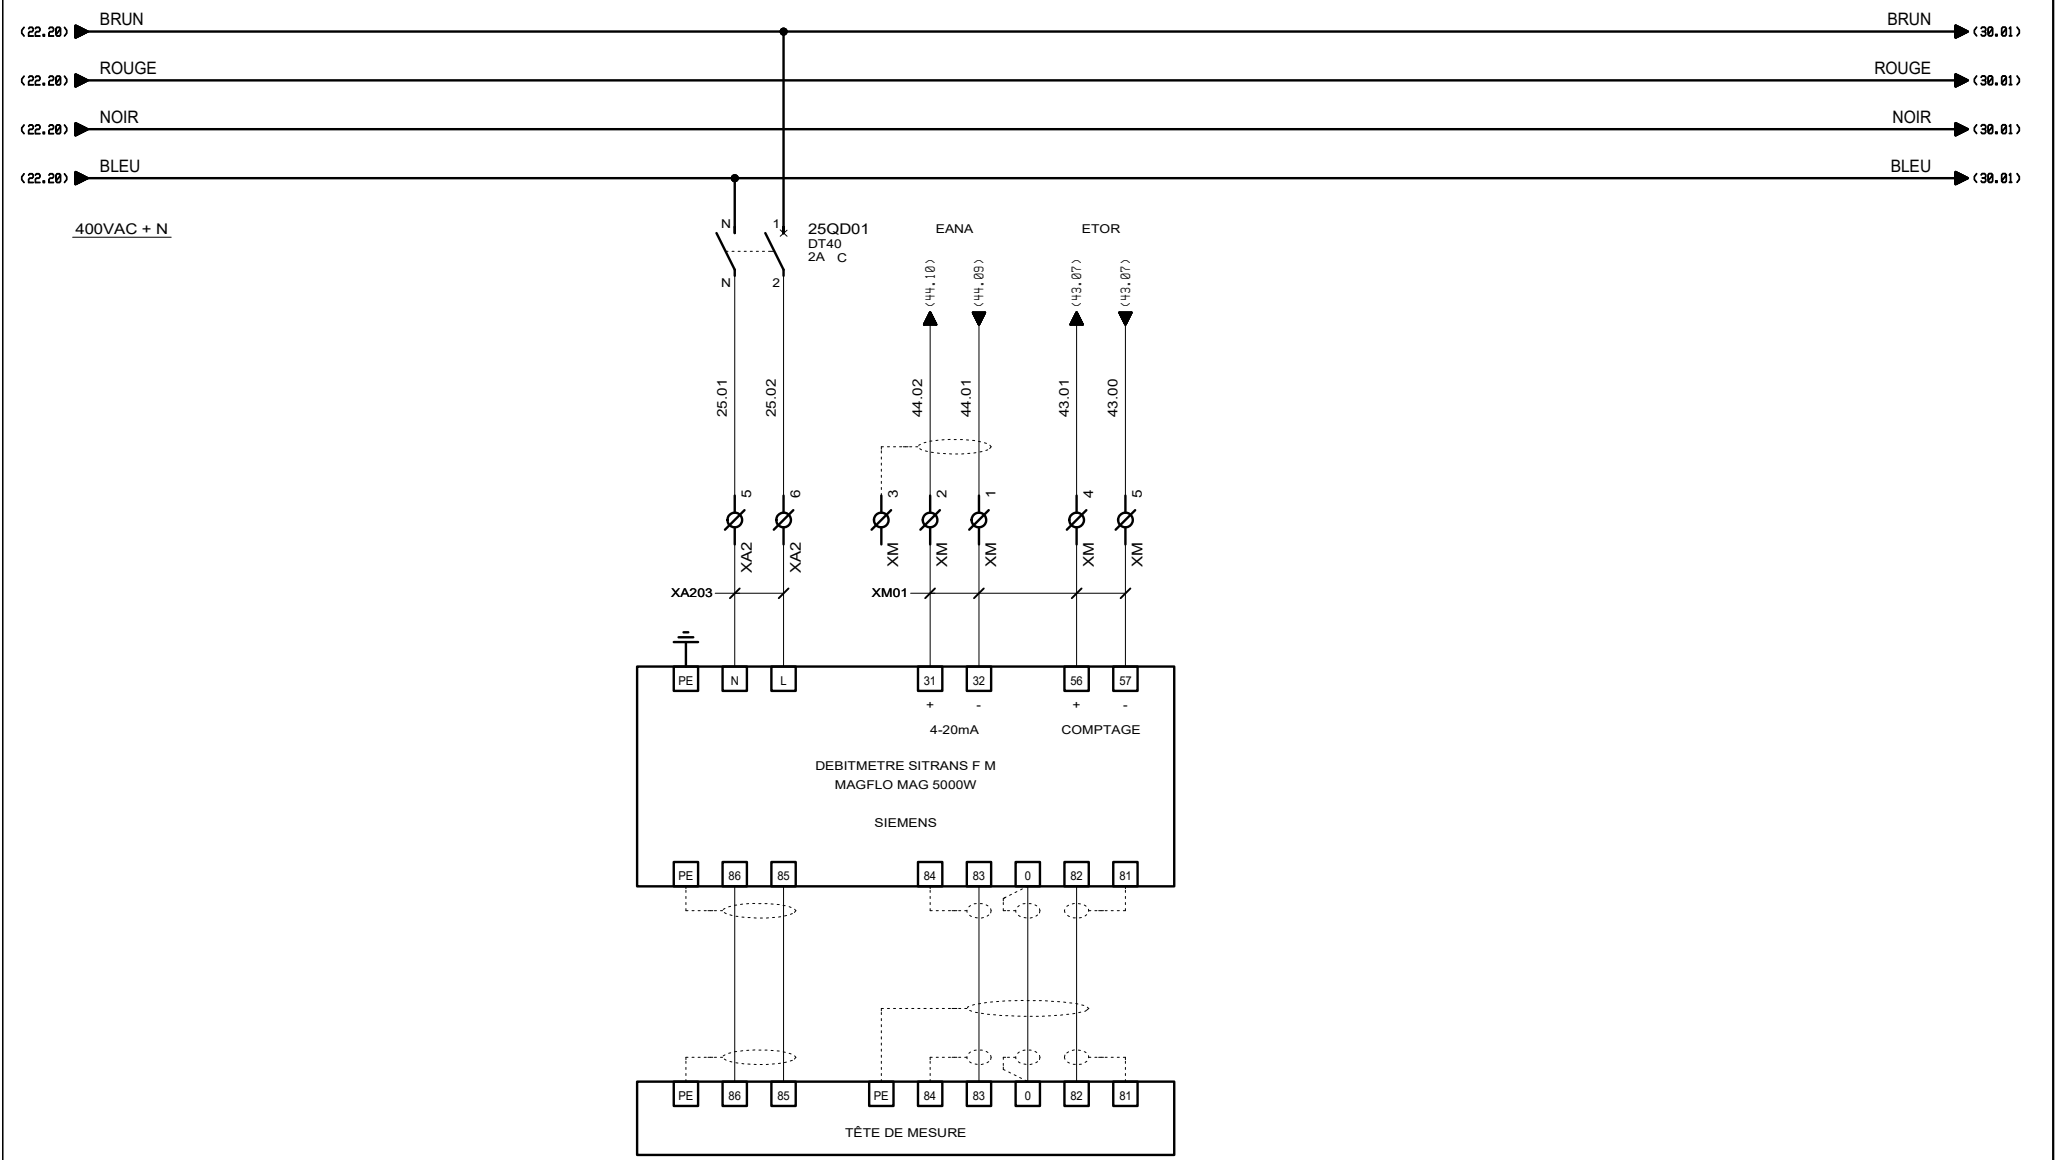 BRUN BRUN
(22.20) (30.01)
ROUGE ROUGE
(22.20) (30.01)
NOIR NOIR
(22.20) (30.01)
BLEU BLEU
(22.20) (30.01)
400VAC + N
N 1 25QD01 EANA ETOR
DT40
2A C
N 2
(44.10) (44.09) (43.07) (43.07)
25.01 25.02 44.02 44.01 43.01 43.00
5 6 3 2 1 4 5
XA2 XA2 XM XM XM XM XM
XA203 XM01
PE N L 31 32 56 57
+ - + -
4-20mA COMPTAGE
DEBITMETRE SITRANS F M
MAGFLO MAG 5000W
SIEMENS
PE 86 85 84 83 0 82 81
PE 86 85 PE 84 83 0 82 81
TÊTE DE MESURE